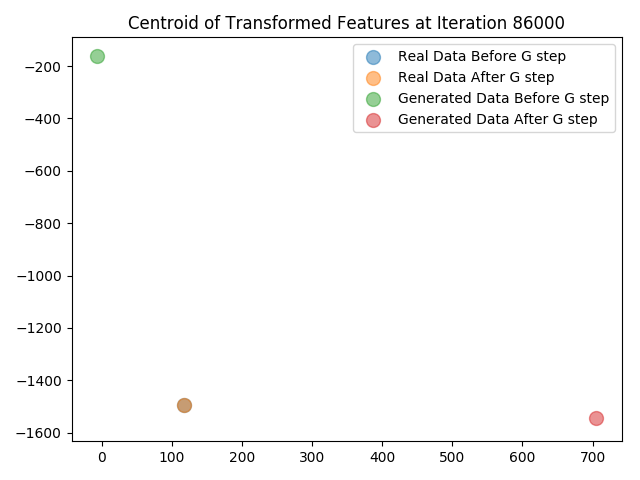 Centroid of Transformed Features at Iteration 86000
Real Data Before G step
Real Data After G step
Generated Data Before G step
Generated Data After G step
−200
−400
−600
−800
−1000
−1200
−1400
−1600
0 100 200 300 400 500 600 700